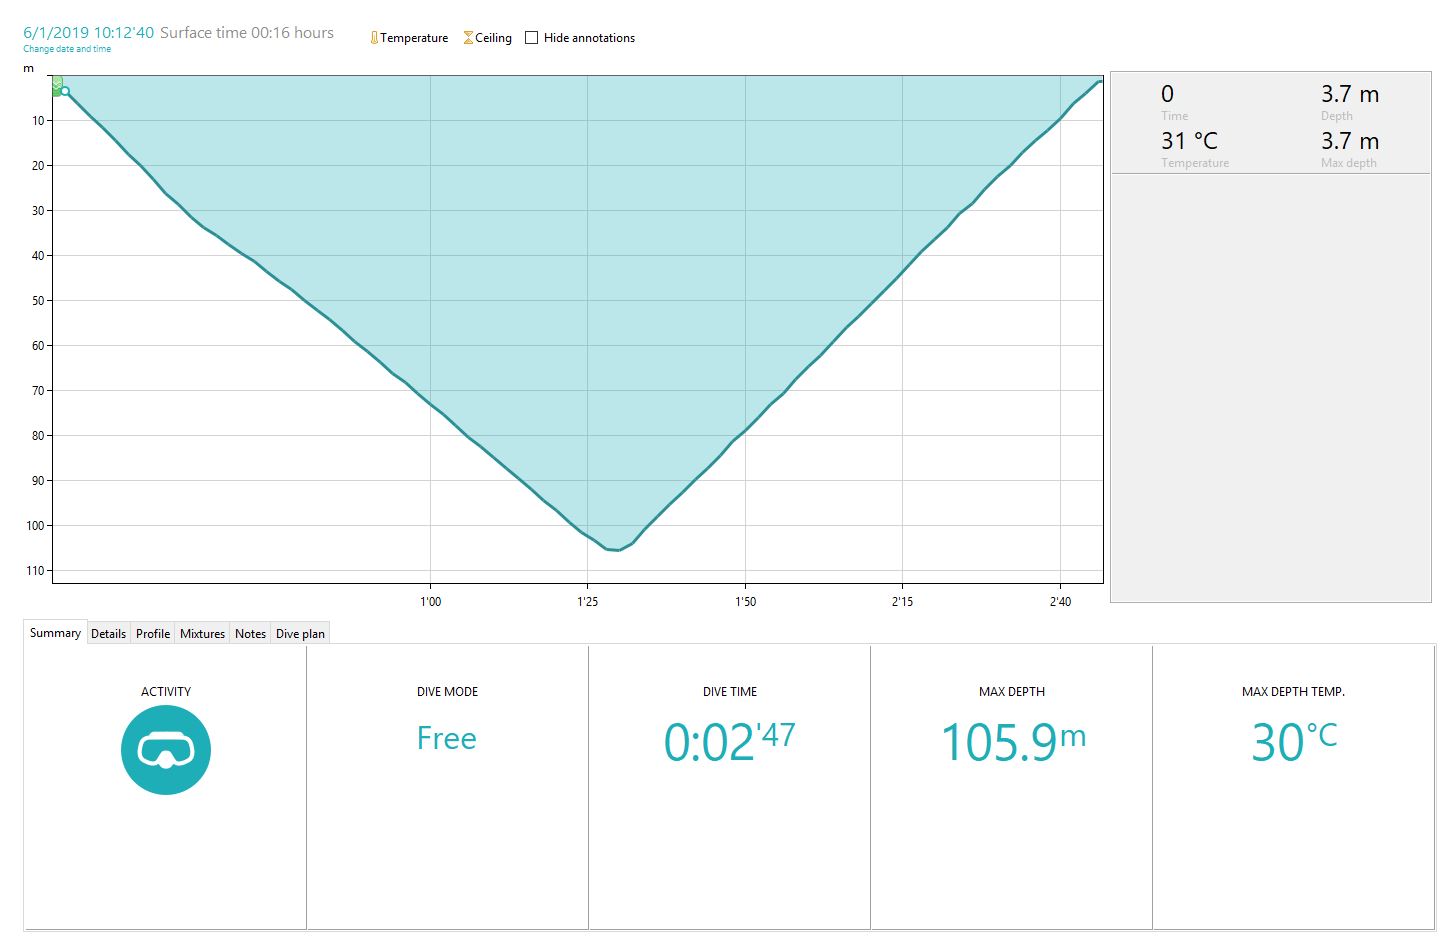 6/1/2019 10:12'40 Surface time 00:16 hours
Change date and time
Temperature Ceiling Hide annotations
m
10
20
30
40
50
60
70
80
90
100
110
1'00 1'25 1'50 2'15 2'40
0 3.7 m
Time Depth
31 °C 3.7 m
Temperature Max depth
Summary Details Profile Mixtures Notes Dive plan
ACTIVITY DIVE MODE DIVE TIME MAX DEPTH MAX DEPTH TEMP.
Free 0:02'47 105.9m 30°C